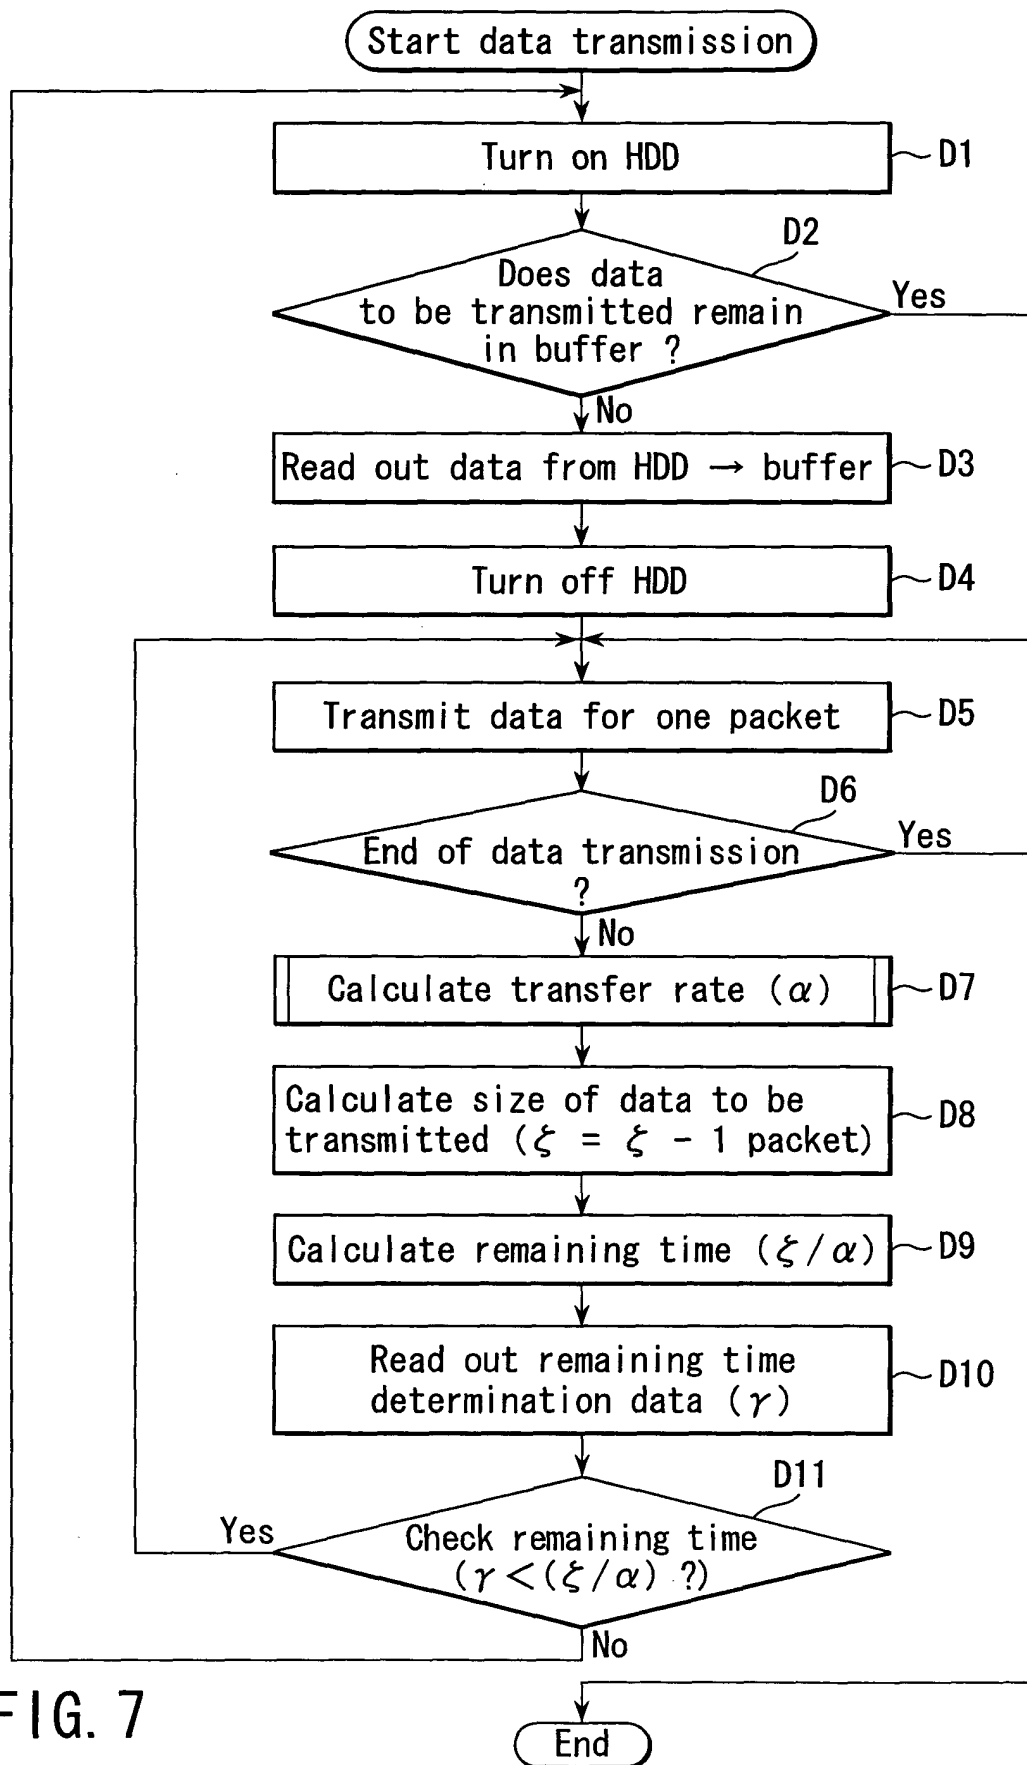 Start data transmission
Turn on HDD
D1
D2
Does data
to be transmitted remain
in buffer ?
Yes
No
Read out data from HDD → buffer
D3
Turn off HDD
D4
Transmit data for one packet
D5
D6
End of data transmission
?
Yes
No
Calculate transfer rate (α)
D7
Calculate size of data to be
transmitted (ζ = ζ - 1 packet)
D8
Calculate remaining time (ζ/α)
D9
Read out remaining time
determination data (γ)
D10
D11
Yes
Check remaining time
(γ<(ζ/α) ?)
No
FIG. 7
End